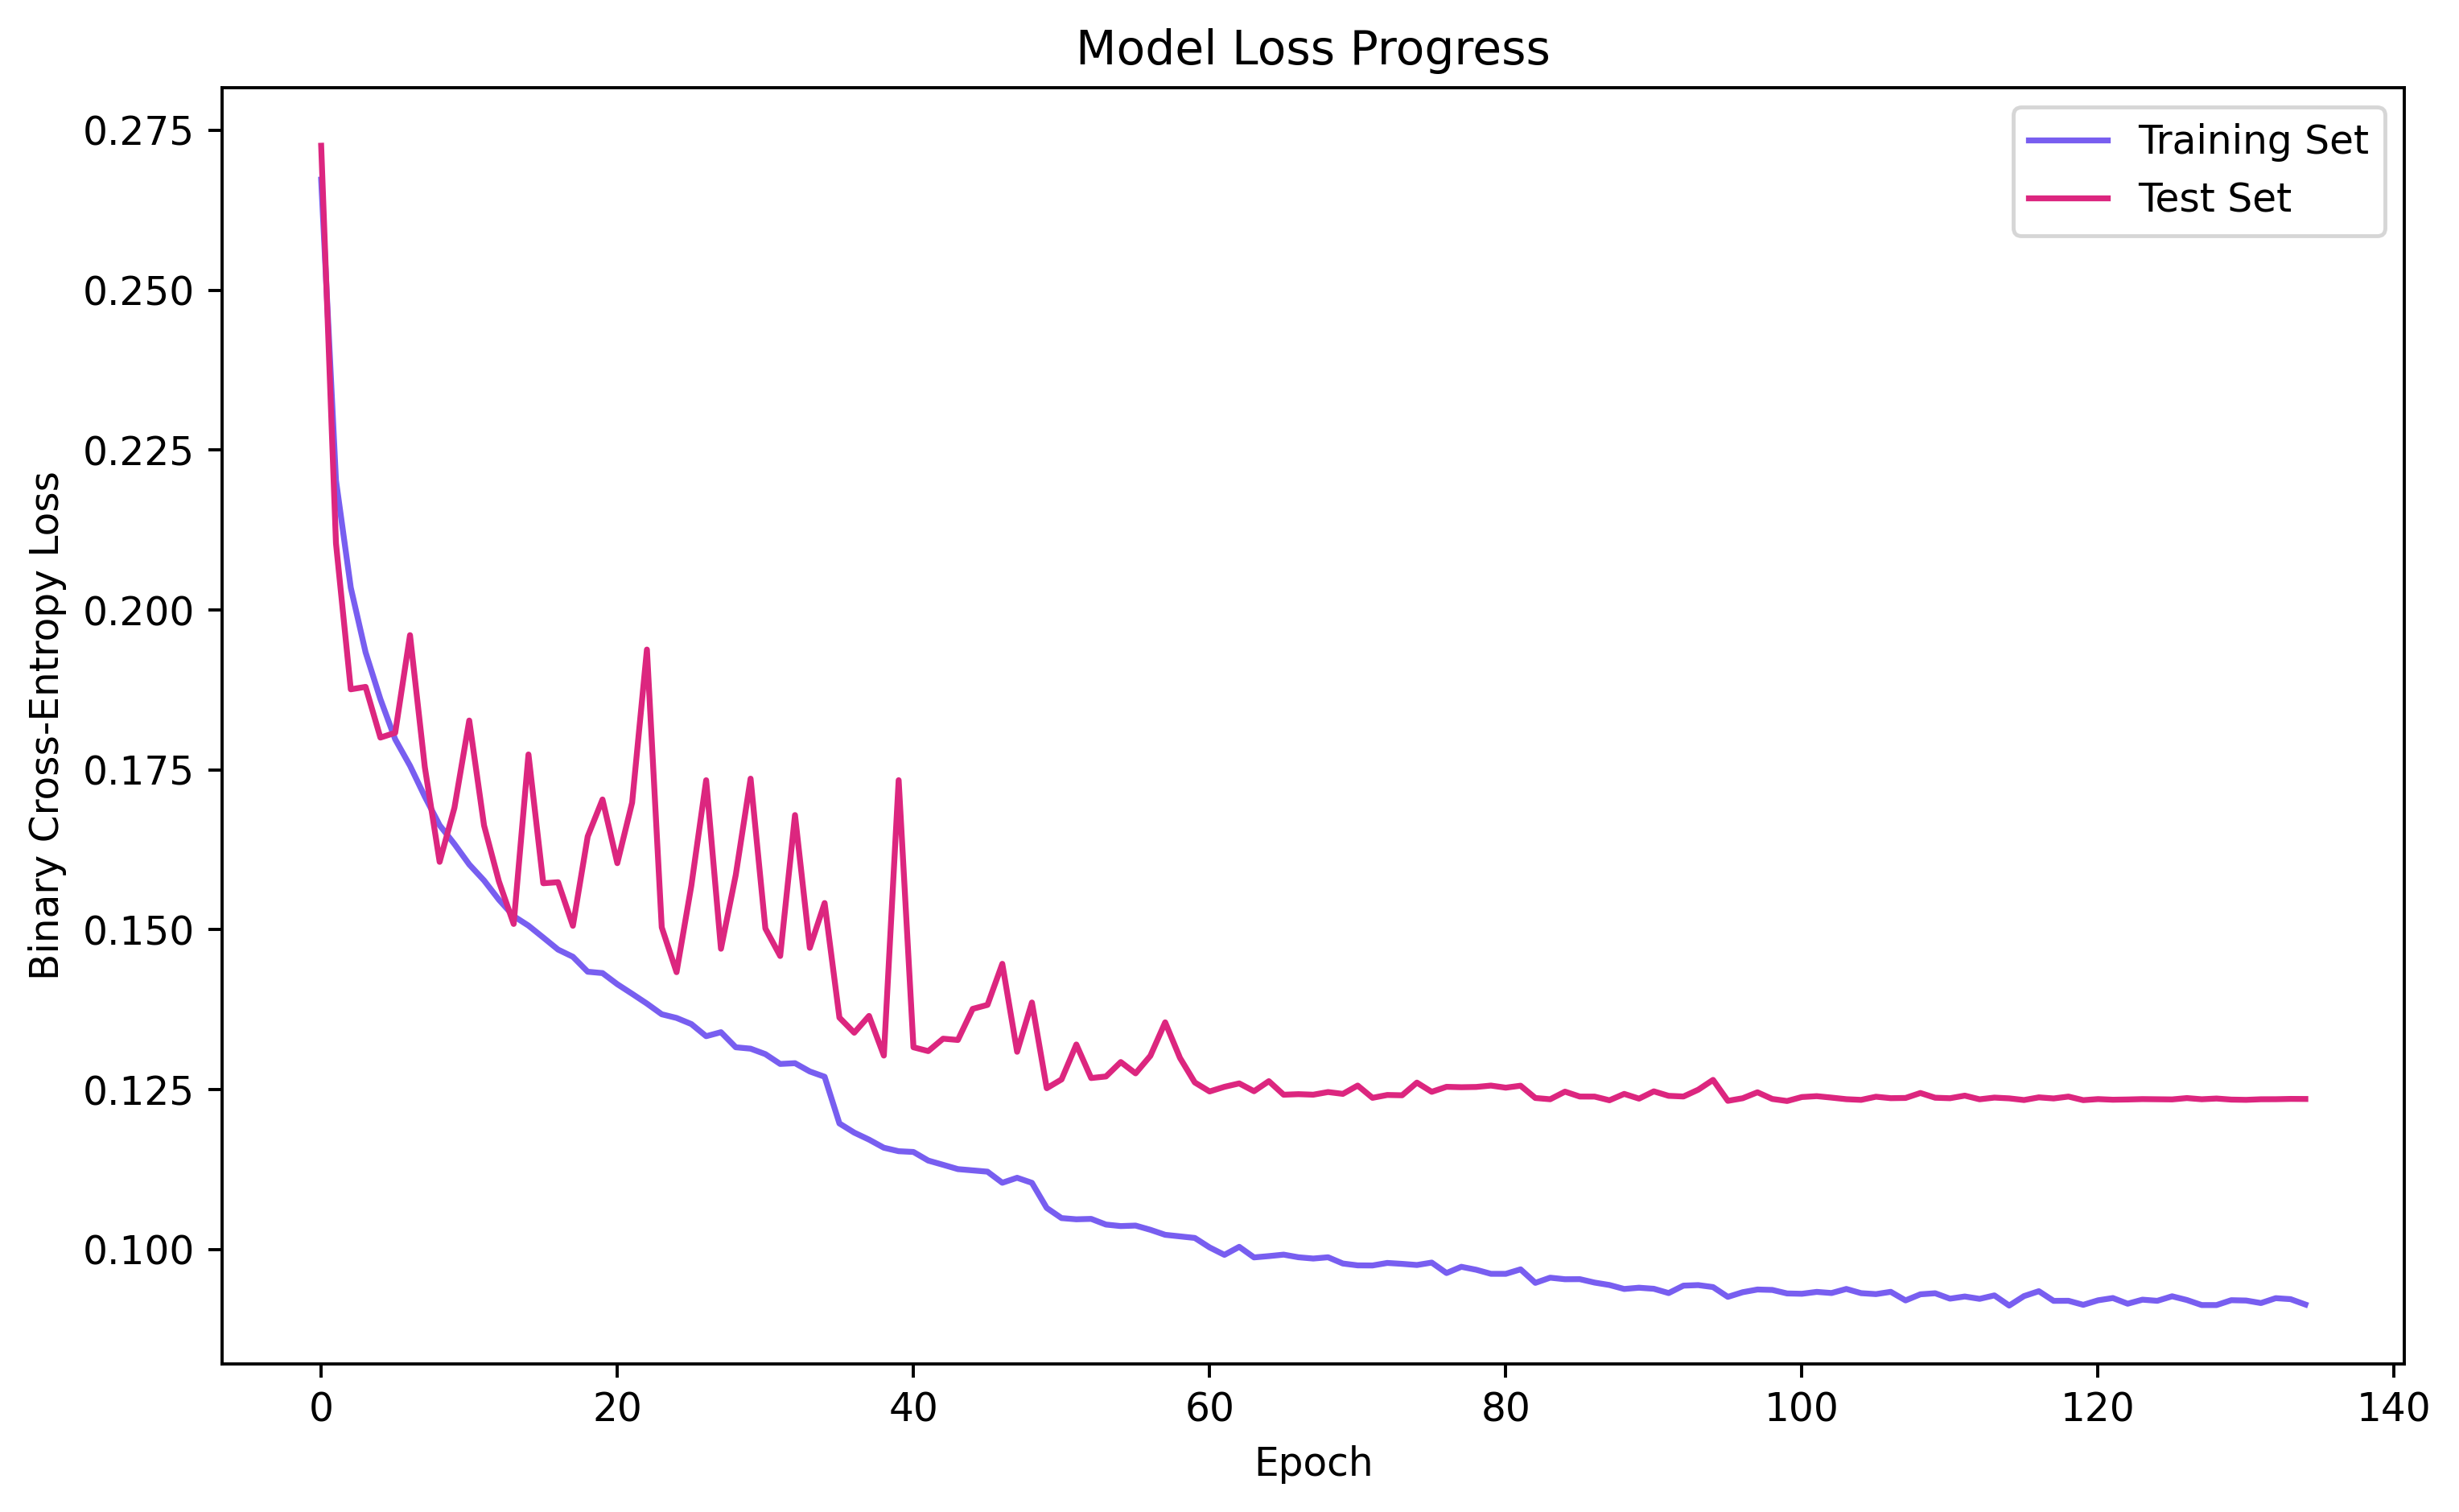 Model Loss Progress
Training Set
Test Set
Binary Cross-Entropy Loss
0.275
0.250
0.225
0.200
0.175
0.150
0.125
0.100
0 20 40 60 80 100 120 140
Epoch